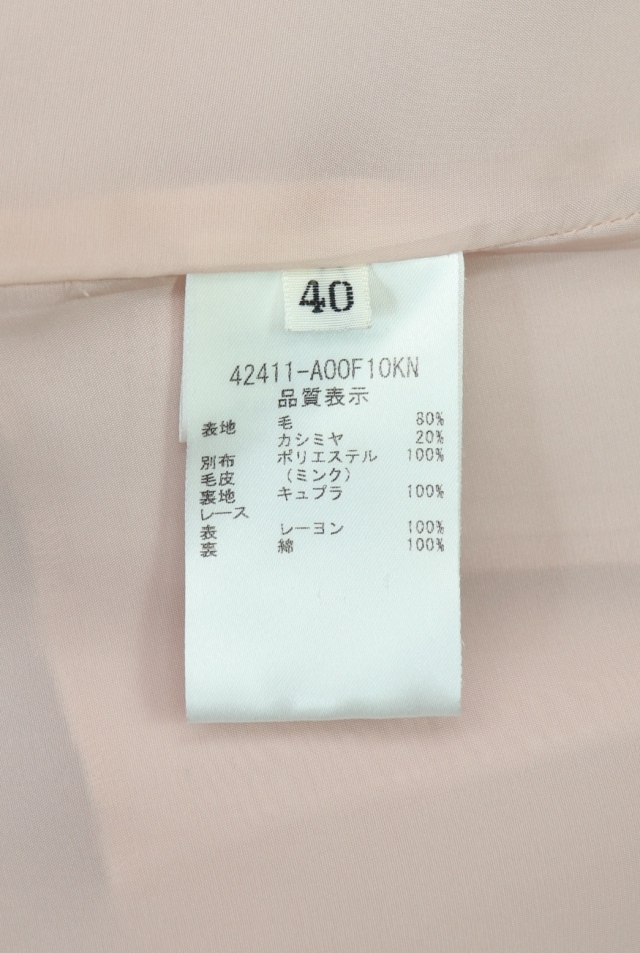 40
42411-A00F10KN
品質表示
表地 毛 80%
カシミヤ 20%
別布 ポリエステル 100%
毛皮 (ミンク)
裏地 キュプラ 100%
レース
表 レーヨン 100%
裏 綿 100%